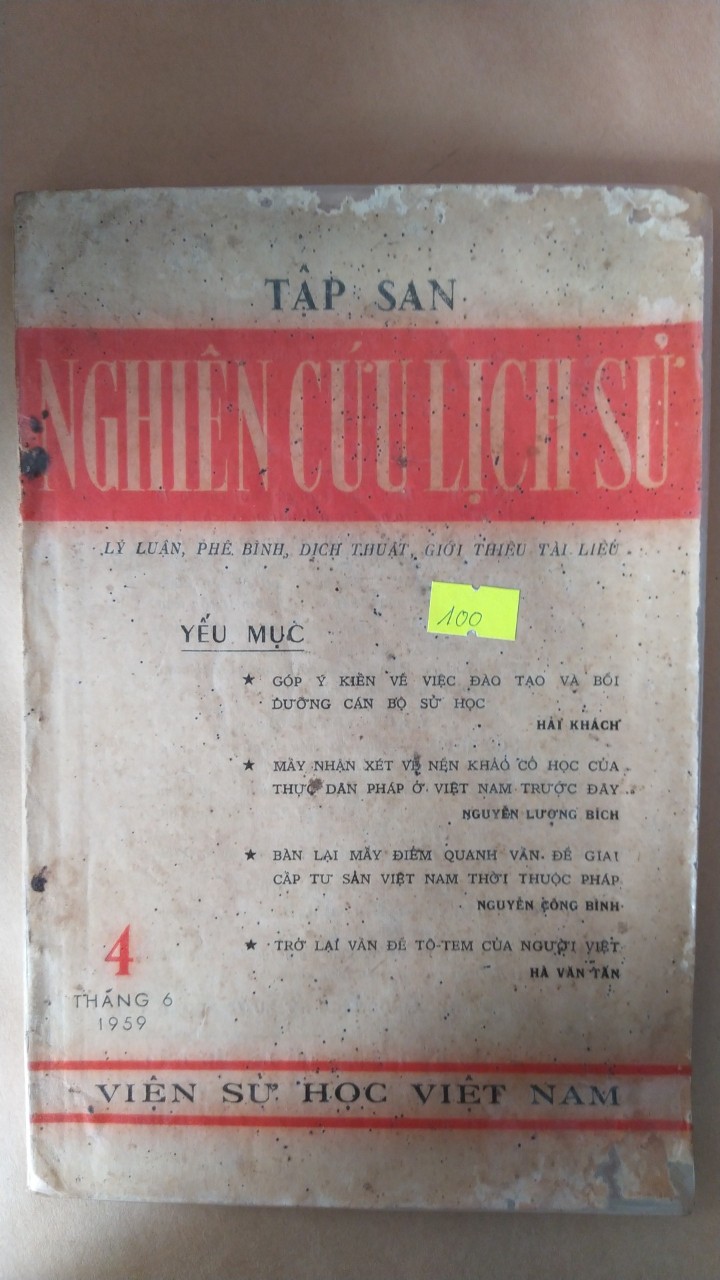 TẬP SAN
NGHIÊN CỨU LỊCH SỬ
LÝ LUẬN, PHÊ BÌNH, DỊCH THUẬT, GIỚI THIỆU TÀI LIỆU
100
YẾU MỤC
★ GÓP Ý KIẾN VỀ VIỆC ĐÀO TẠO VÀ BỒI
DƯỠNG CÁN BỘ SỬ HỌC
HẢI KHÁCH
★ MẤY NHẬN XÉT VỀ NỀN KHẢO CỔ HỌC CỦA
THỰC DÂN PHÁP Ở VIỆT NAM TRƯỚC ĐÂY
NGUYỄN LƯƠNG BÍCH
★ BÀN LẠI MẤY ĐIỂM QUANH VẤN ĐỀ GIAI
CẤP TƯ SẢN VIỆT NAM THỜI THUỘC PHÁP
NGUYỄN CÔNG BÌNH
★ TRỞ LẠI VẤN ĐỀ TÔ-TEM CỦA NGƯỜI VIỆT
HÀ VĂN TẤN
4
THÁNG 6
1959
VIỆN SỬ HỌC VIỆT NAM